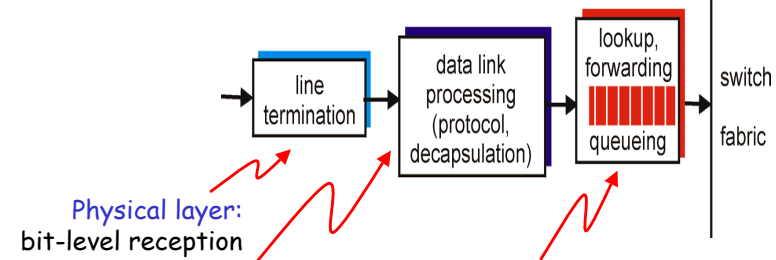 line
termination
data link
processing
(protocol,
decapsulation)
lookup,
forwarding
queueing
switch
fabric
Physical layer:
bit-level reception